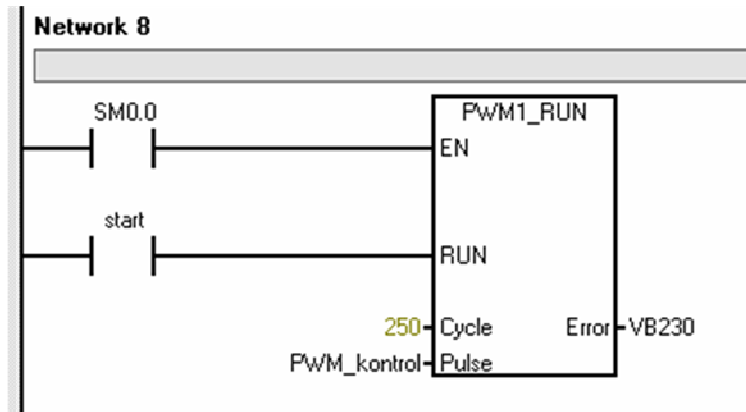 Network 8
SM0.0
PWM1_RUN
EN
start
RUN
250 Cycle Error VB230
PWM_kontrol Pulse